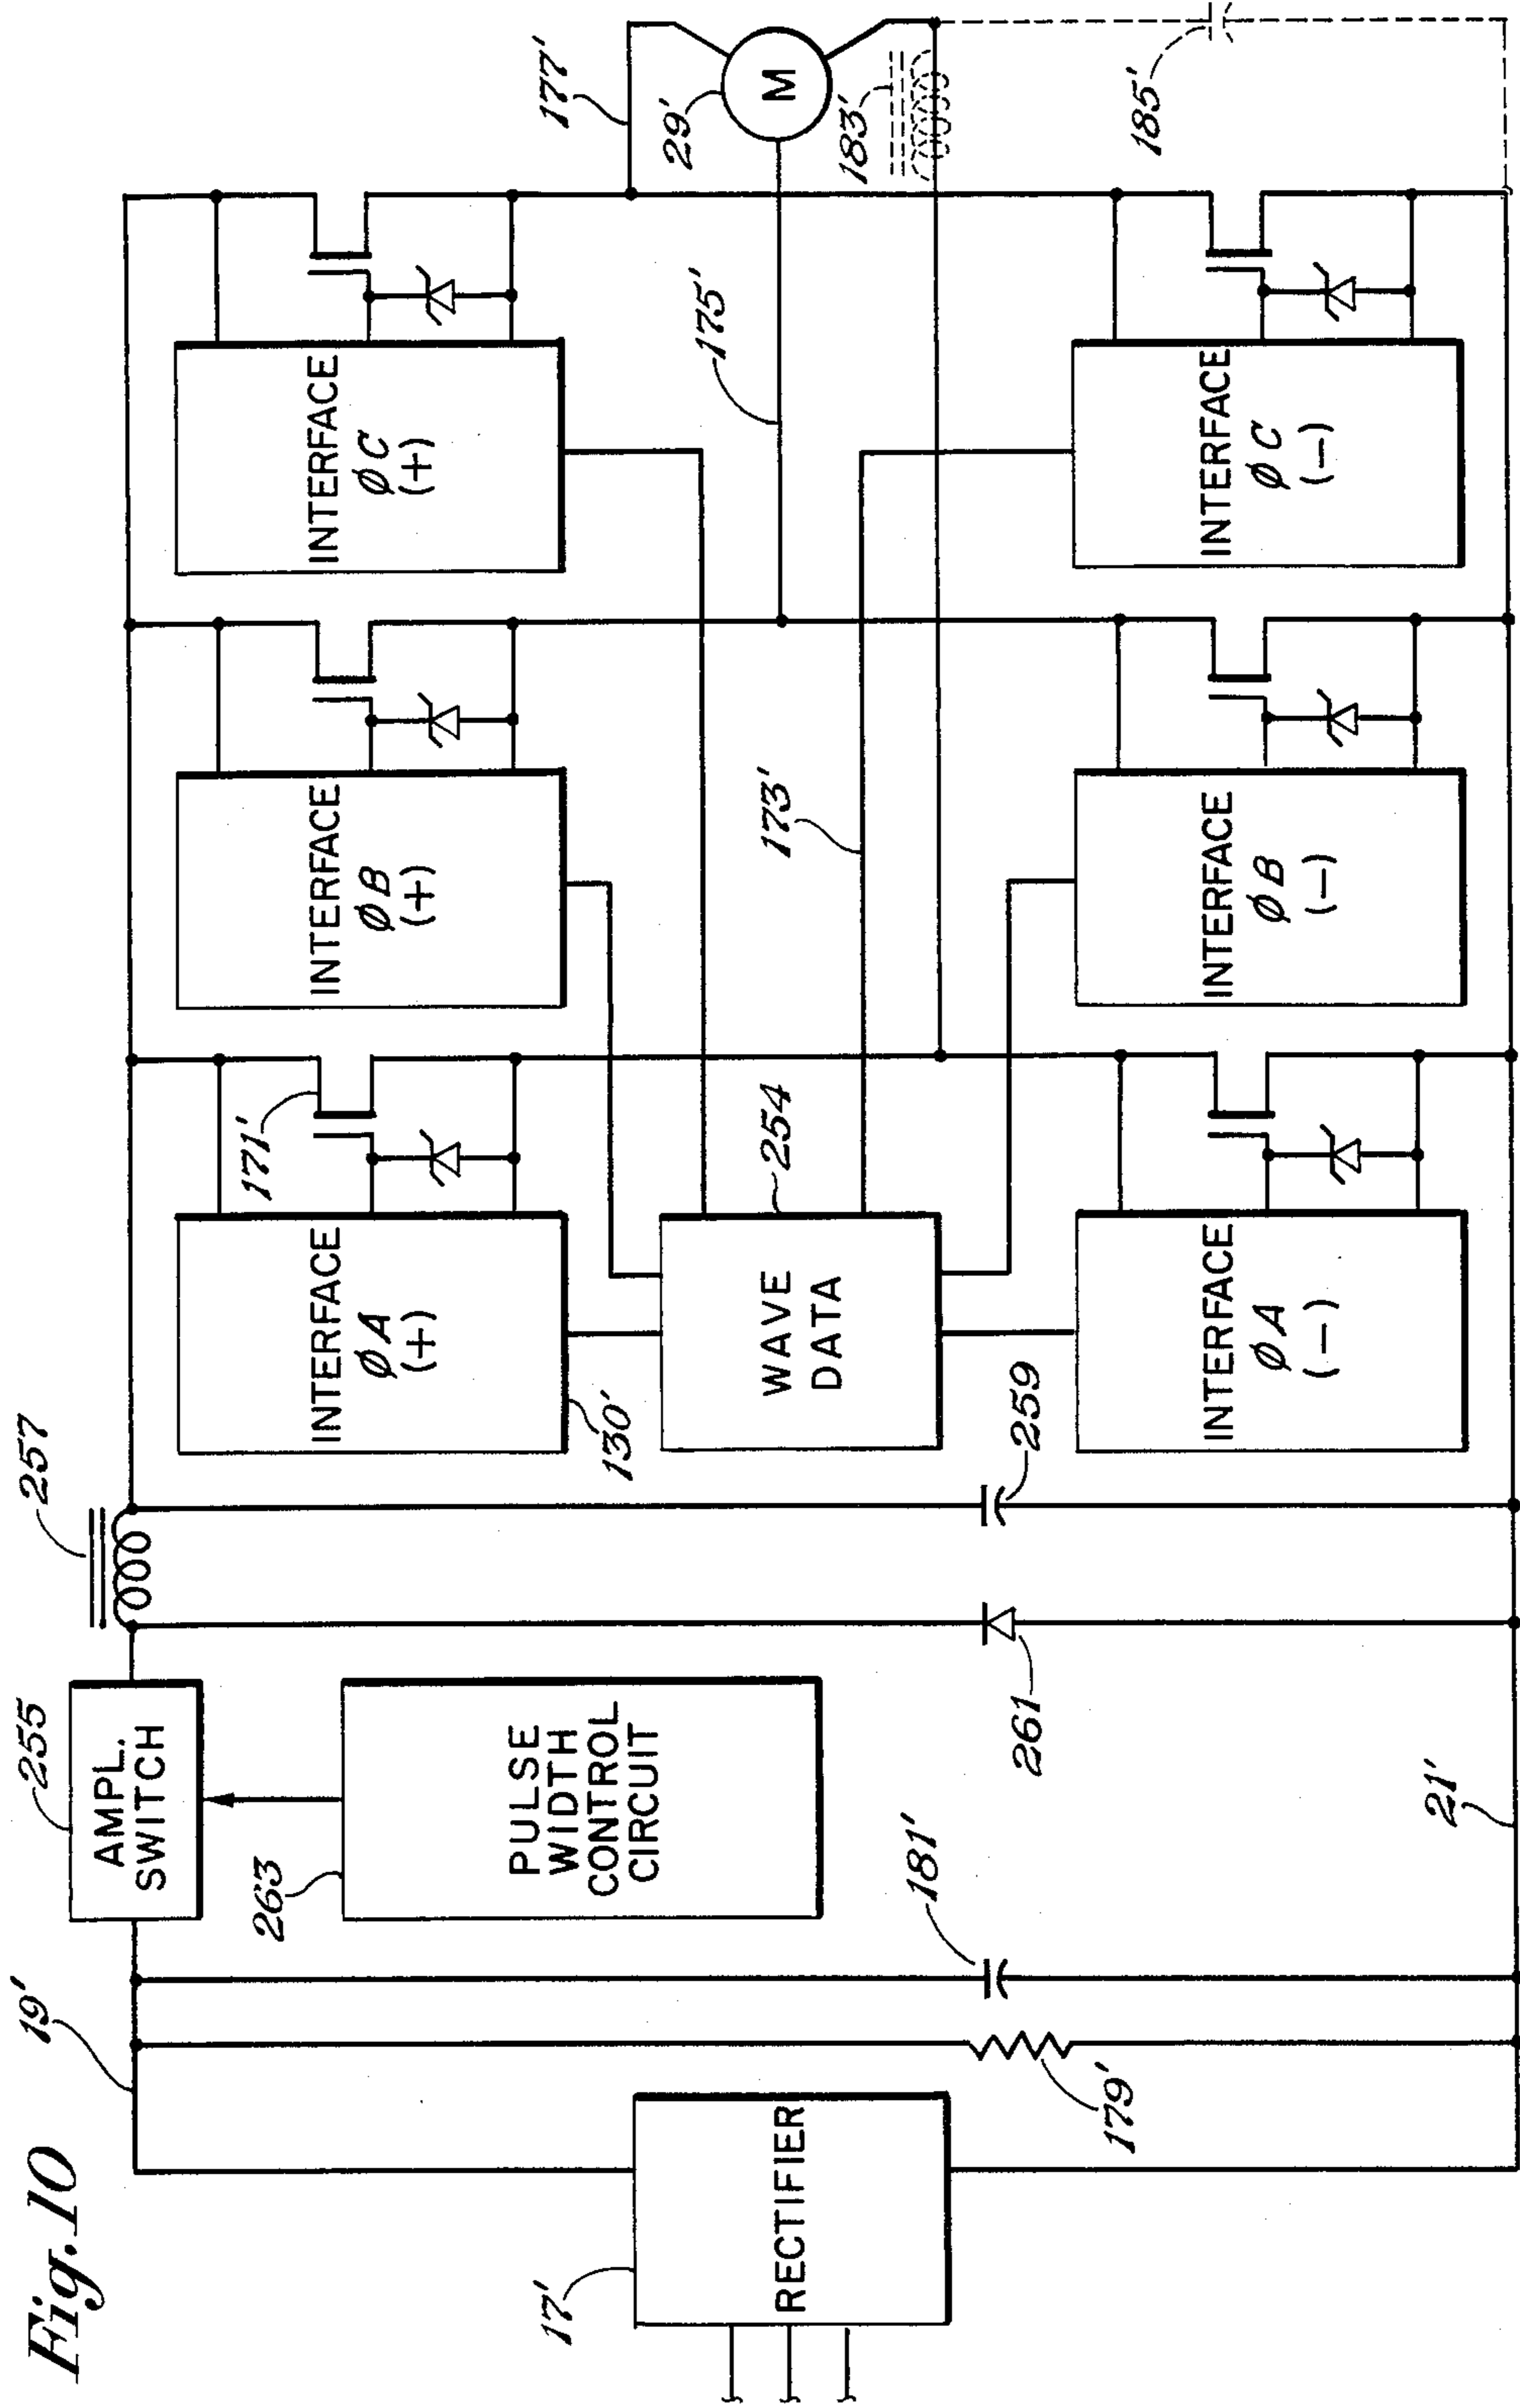 Fig. 10
17'
RECTIFIER
19'
179'
181'
21'
255
AMPL.
SWITCH
263
PULSE
WIDTH
CONTROL
CIRCUIT
261
257
259
INTERFACE
ØA
(+)
130'
171'
WAVE
DATA
254
INTERFACE
ØA
(−)
INTERFACE
ØB
(+)
173'
INTERFACE
ØB
(−)
INTERFACE
ØC
(+)
175'
INTERFACE
ØC
(−)
177'
29'
M
183'
185'